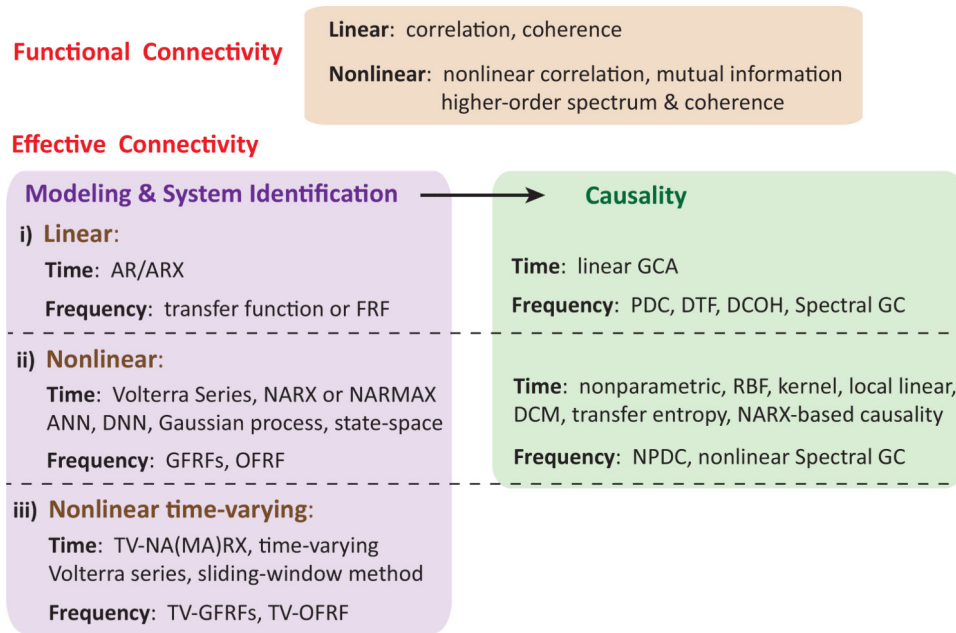 Functional Connectivity
Linear: correlation, coherence
Nonlinear: nonlinear correlation, mutual information
higher-order spectrum & coherence
Effective Connectivity
Modeling & System Identification
i) Linear:
Time: AR/ARX
Frequency: transfer function or FRF
ii) Nonlinear:
Time: Volterra Series, NARX or NARMAX
ANN, DNN, Gaussian process, state-space
Frequency: GFRFs, OFRF
iii) Nonlinear time-varying:
Time: TV-NA(MA)RX, time-varying
Volterra series, sliding-window method
Frequency: TV-GFRFs, TV-OFRF
Causality
Time: linear GCA
Frequency: PDC, DTF, DCOH, Spectral GC
Time: nonparametric, RBF, kernel, local linear,
DCM, transfer entropy, NARX-based causality
Frequency: NPDC, nonlinear Spectral GC